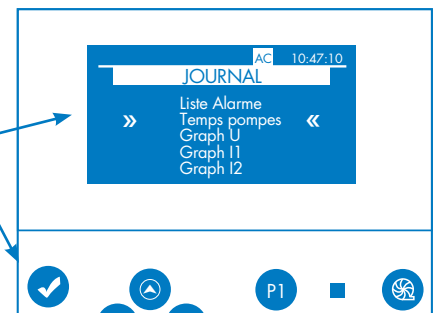 AC 10:47:10
JOURNAL
Liste Alarme
» Temps pompes «
Graph U
Graph I1
Graph I2
P1